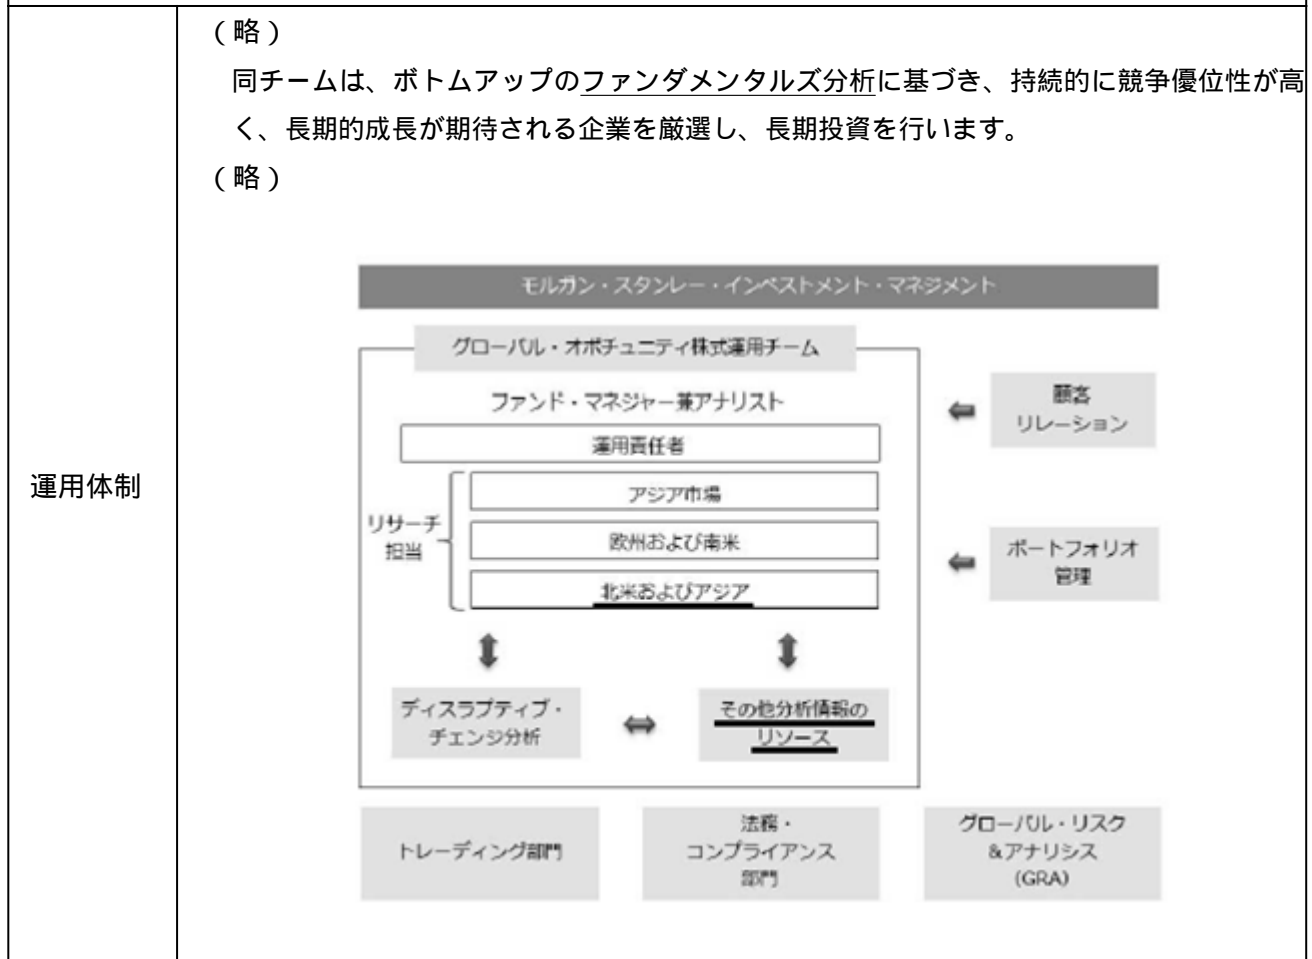 (略)
同チームは、ボトムアップのファンダメンタルズ分析に基づき、持続的に競争優位性が高
く、長期的成長が期待される企業を厳選し、長期投資を行います。
(略)
運用体制
モルガン・スタンレー・インベストメント・マネジメント
グローバル・オポチュニティ株式運用チーム
ファンド・マネジャー兼アナリスト
運用責任者
リサーチ
担当
アジア市場
欧州および南米
北米およびアジア
ディスラプティブ・
チェンジ分析
その他分析情報の
リソース
顧客
リレーション
ポートフォリオ
管理
トレーディング部門
法務・
コンプライアンス
部門
グローバル・リスク
&アナリシス
(GRA)